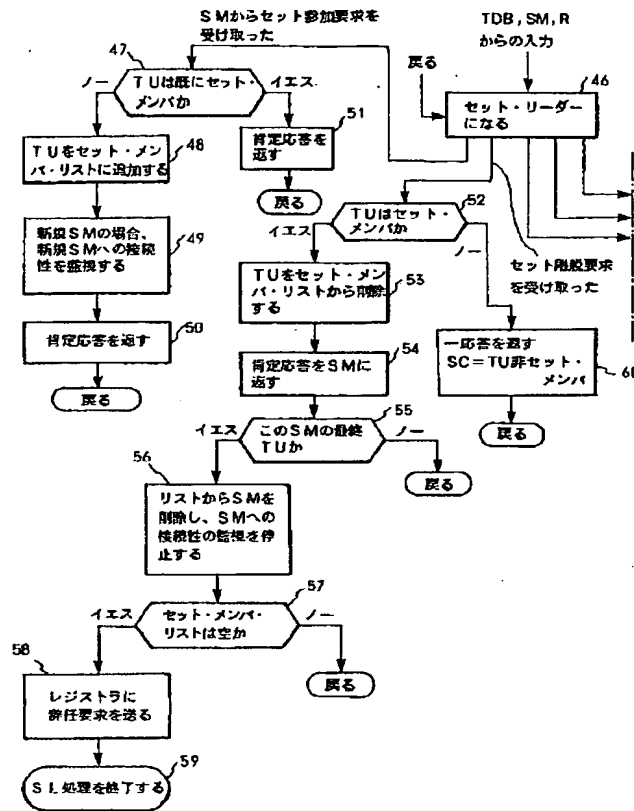 SMからセット参加要求を
受け取った
TDB,SM,R
からの入力
戻る
46
セット・リーダー
になる
47
TUは既にセット・
メンバか
ノー
イエス
48
TUをセット・メン
バ・リストに追加する
51
肯定応答を
返す
戻る
49
新規SMの場合、
新規SMへの接続
性を監視する
50
肯定応答を返す
戻る
52
TUはセット・
メンバか
イエス
ノー
53
TUをセット・メン
バ・リストから削除
する
セット離脱要求
を受け取った
54
肯定応答をSMに
返す
一応答を返す
SC=TU非セット・
メンバ
60
戻る
55
このSMの最終
TUか
イエス
ノー
戻る
56
リストからSMを
削除し、SMへの
接続性の監視を停
止する
57
セット・メンバ・
リストは空か
イエス
ノー
戻る
58
レジストラに
辞任要求を送る
59
SL処理を終了する